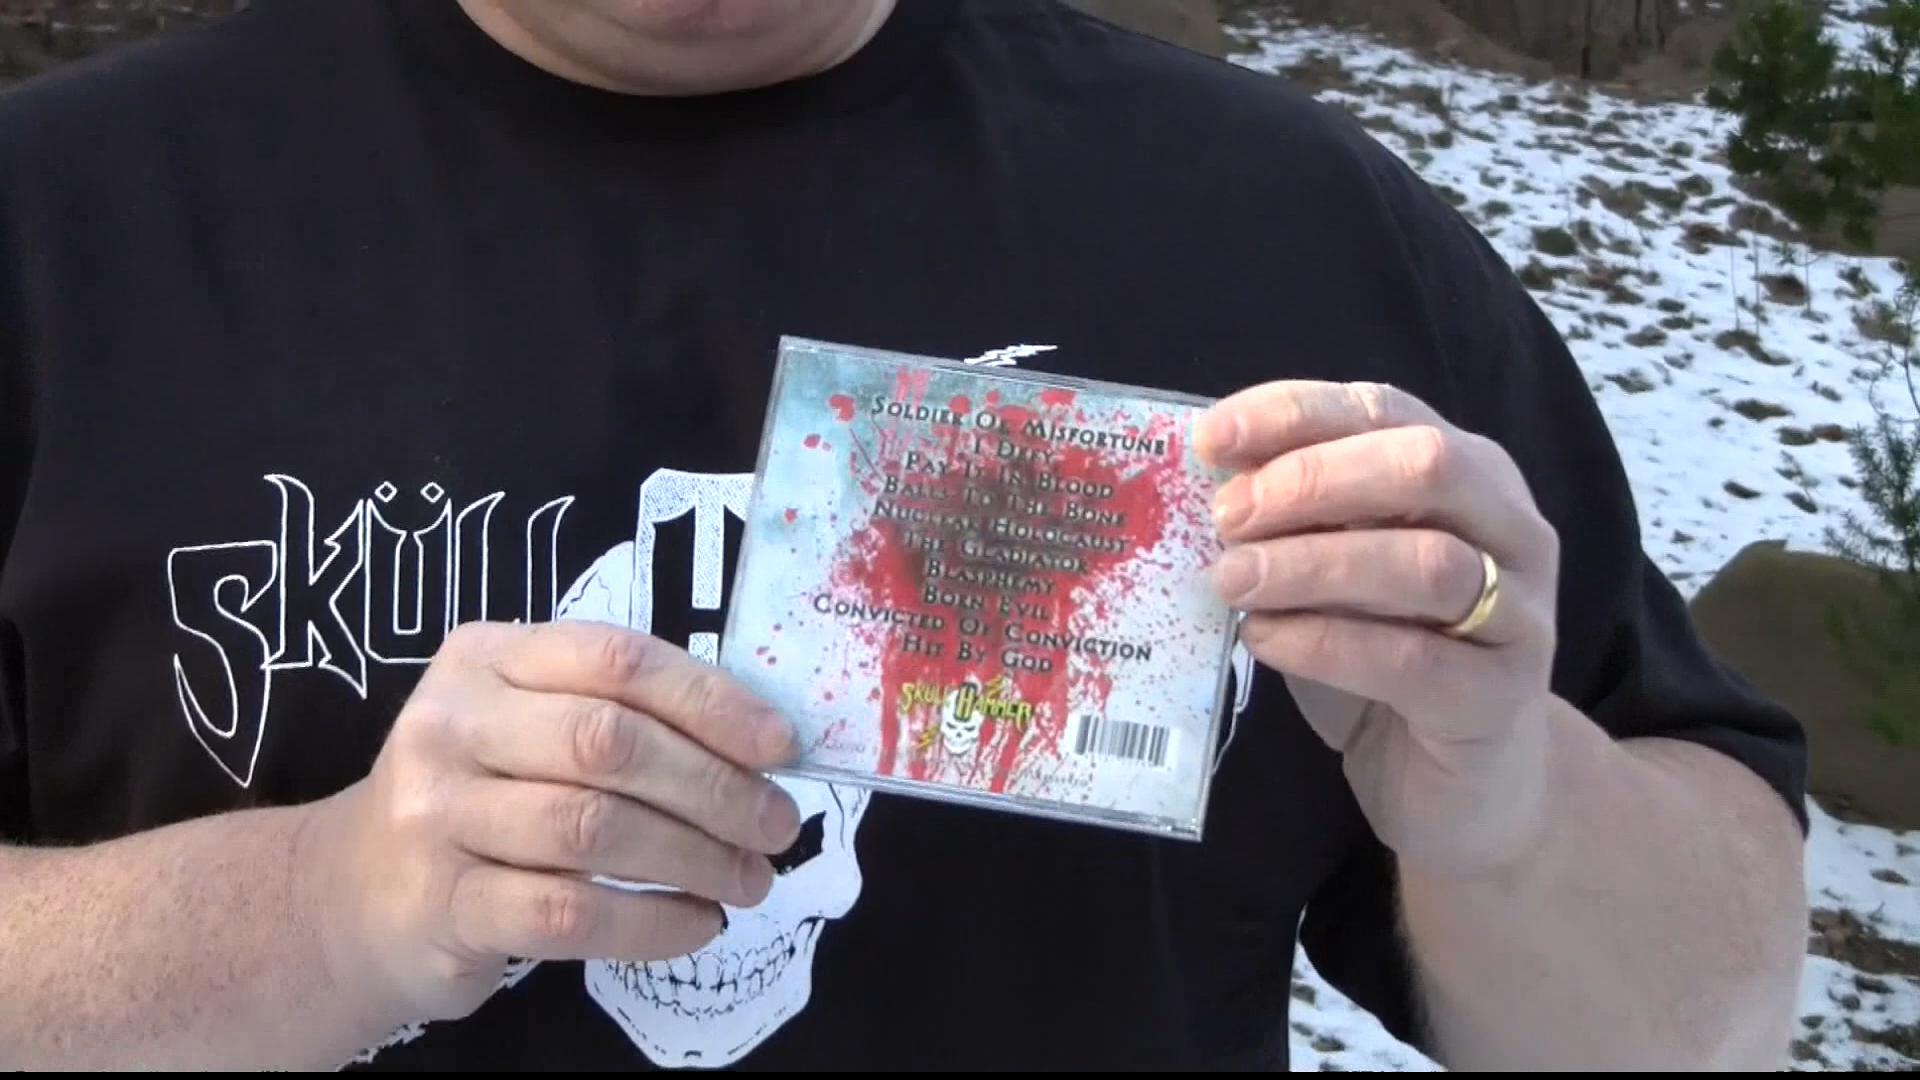 SKÜLL H
SOLDIER OF MISFORTUNE
I DEFY
PAY IT IN BLOOD
BALLS TO THE BONE
NUCLEAR HOLOCAUST
THE GLADIATOR
BLASPHEMY
BORN EVIL
CONVICTED OF CONVICTION
HIT BY GOD
SKULL HAMMER